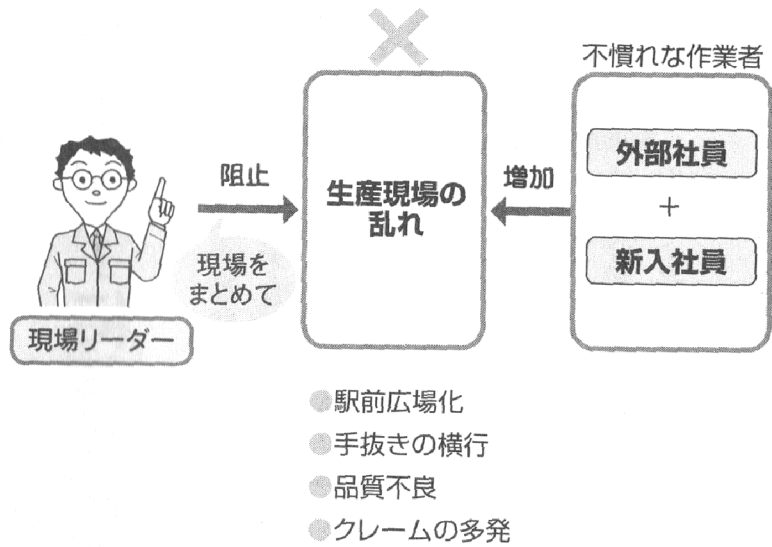 不慣れな作業者
外部社員
+
新入社員
増加
生産現場の
乱れ
阻止
現場を
まとめて
現場リーダー
駅前広場化
手抜きの横行
品質不良
クレームの多発